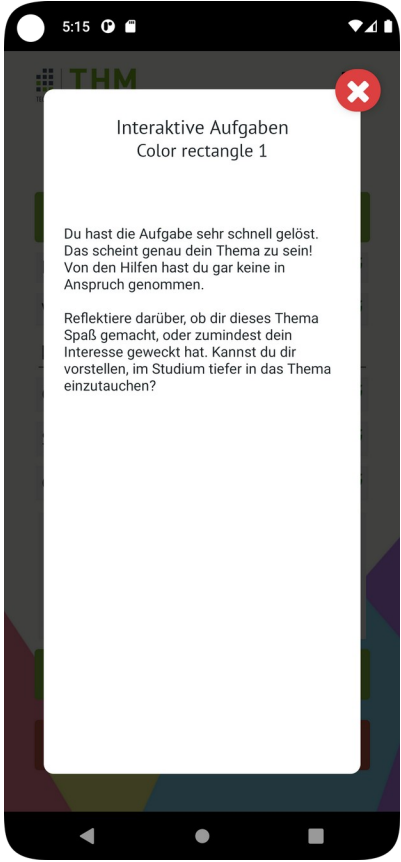 5:15
THM
Interaktive Aufgaben
Color rectangle 1
Du hast die Aufgabe sehr schnell gelöst.
Das scheint genau dein Thema zu sein!
Von den Hilfen hast du gar keine in
Anspruch genommen.
Reflektiere darüber, ob dir dieses Thema
Spaß gemacht, oder zumindest dein
Interesse geweckt hat. Kannst du dir
vorstellen, im Studium tiefer in das Thema
einzutauchen?